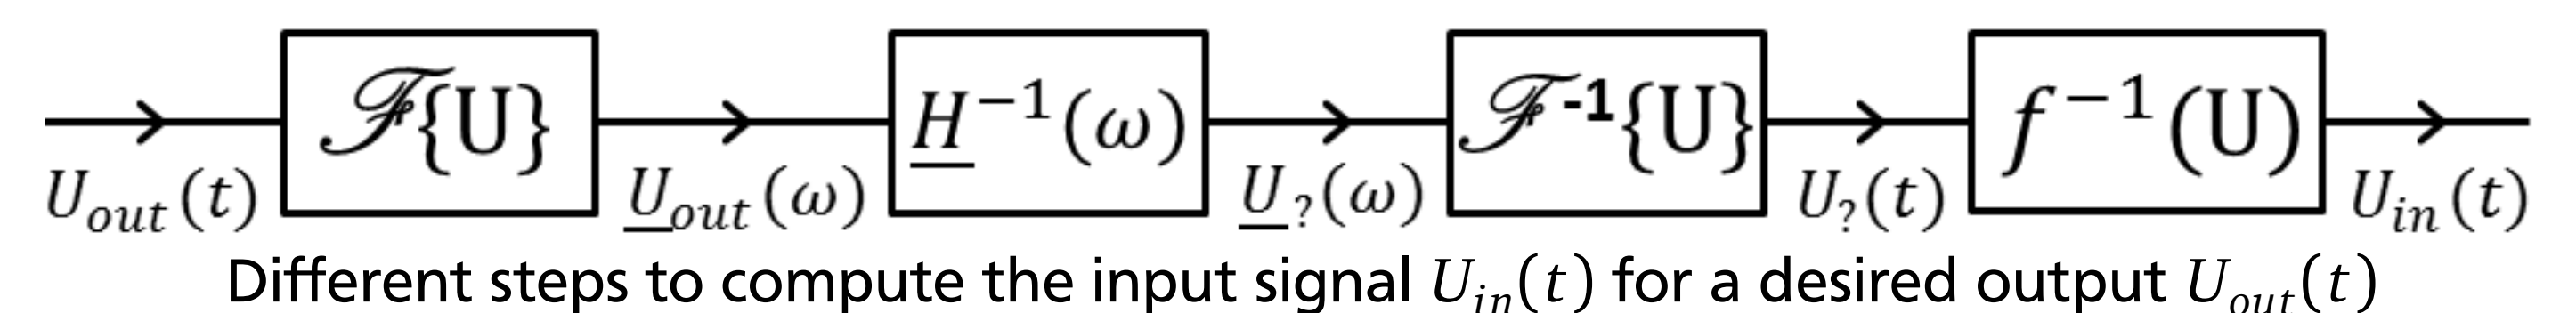 ℱ{U} H⁻¹(ω) ℱ⁻¹{U} f⁻¹(U)
U_out(t) U_out(ω) U_?(ω) U_?(t) U_in(t)
Different steps to compute the input signal U_in(t) for a desired output U_out(t)